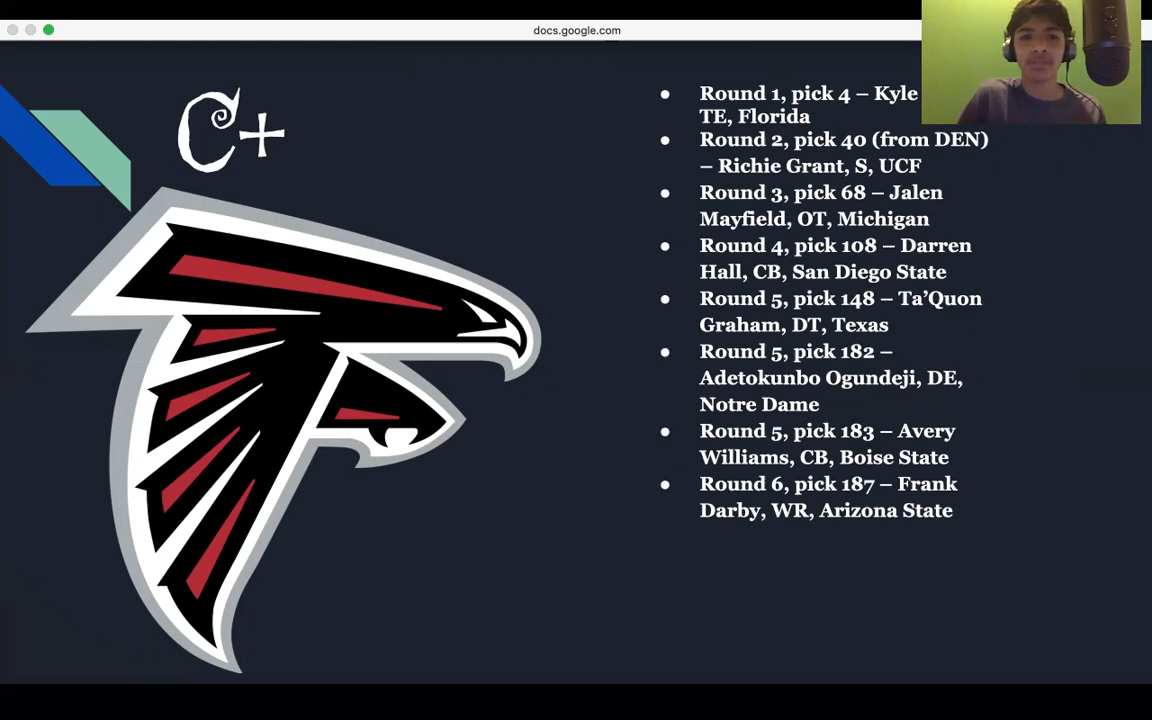 docs.google.com
C+
● Round 1, pick 4 – Kyle
TE, Florida
● Round 2, pick 40 (from DEN)
– Richie Grant, S, UCF
● Round 3, pick 68 – Jalen
Mayfield, OT, Michigan
● Round 4, pick 108 – Darren
Hall, CB, San Diego State
● Round 5, pick 148 – Ta’Quon
Graham, DT, Texas
● Round 5, pick 182 –
Adetokunbo Ogundeji, DE,
Notre Dame
● Round 5, pick 183 – Avery
Williams, CB, Boise State
● Round 6, pick 187 – Frank
Darby, WR, Arizona State